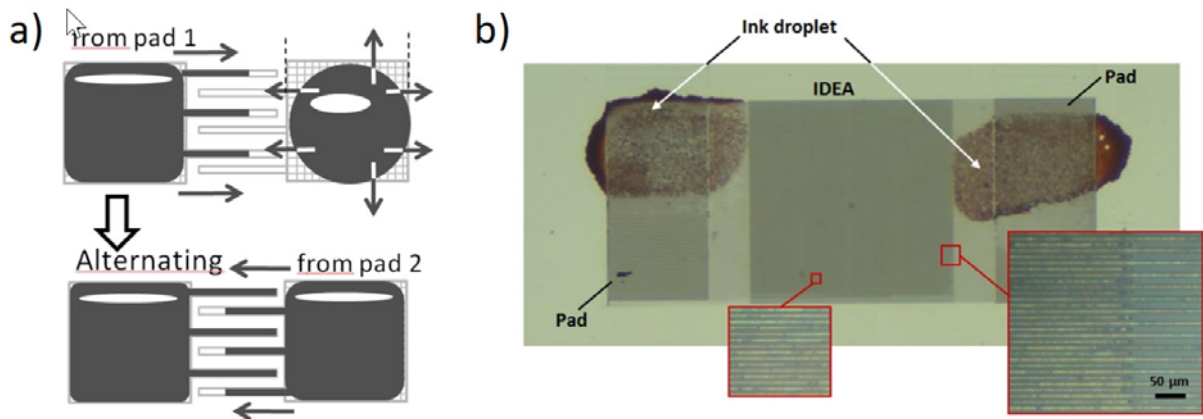 a)
from pad 1
Alternating
from pad 2
b)
Ink droplet
IDEA
Pad
Pad
50 µm